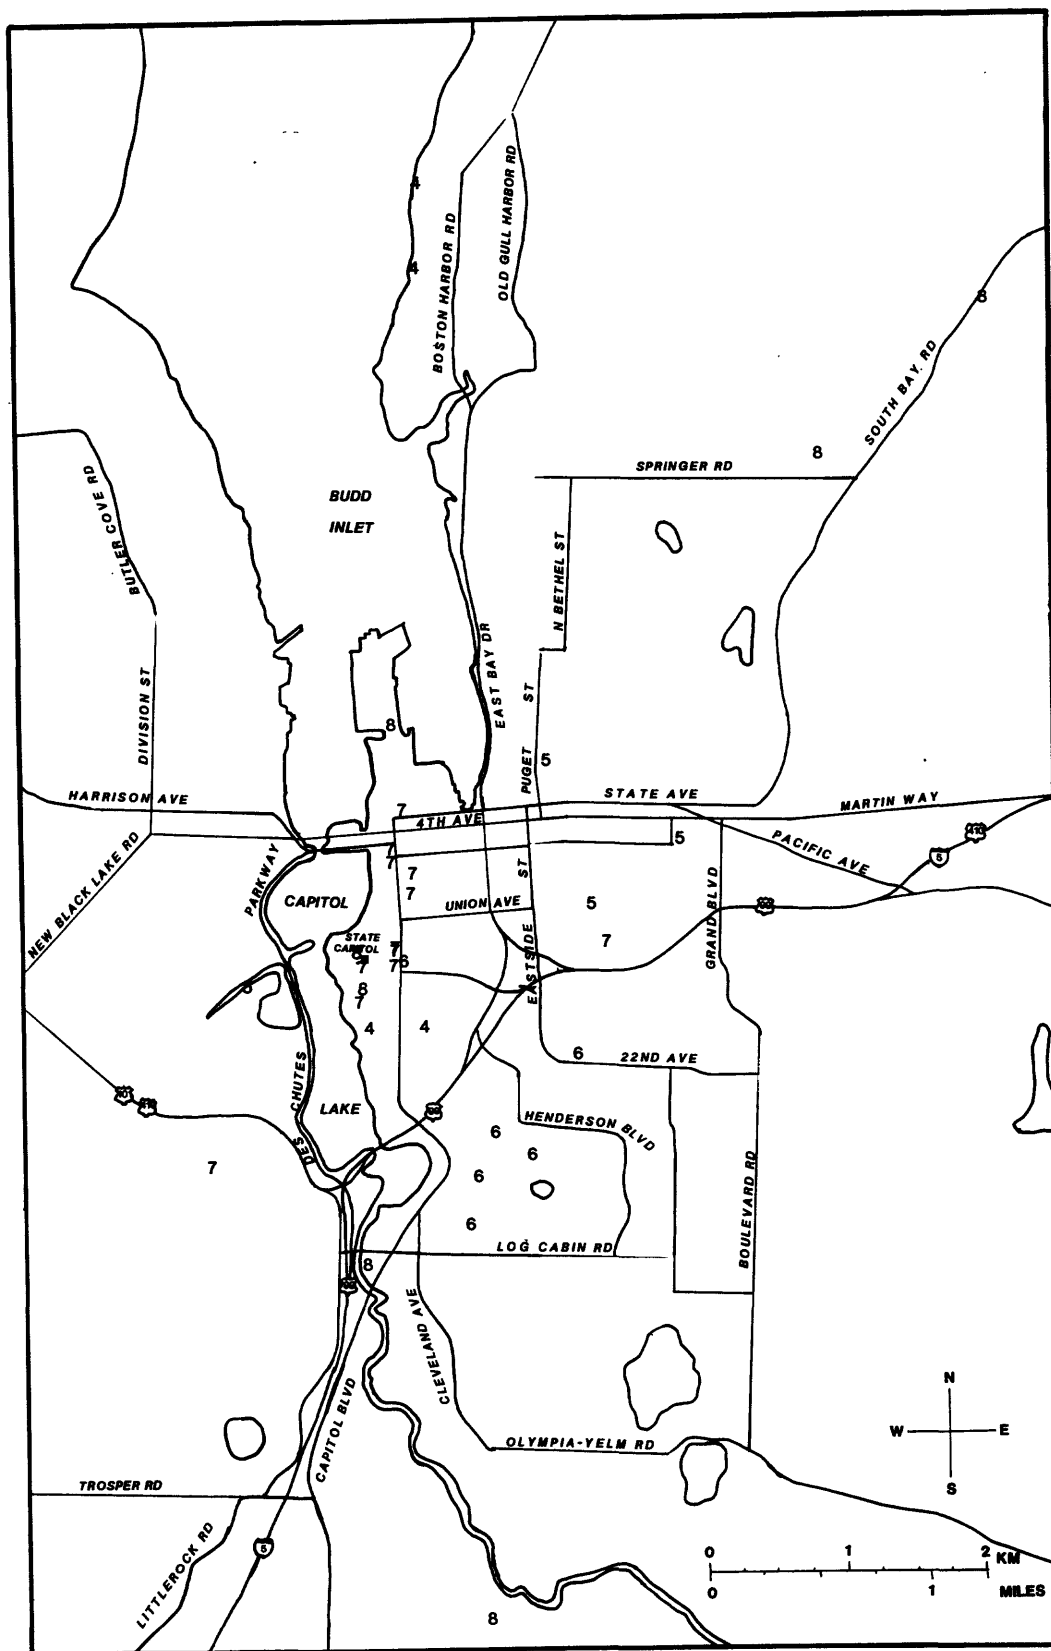 4
4
BOSTON HARBOR RD
OLD GULL HARBOR RD
8
SOUTH BAY RD
8
SPRINGER RD
BUTLER COVE RD
BUDD
INLET
N BETHEL ST
DIVISION ST
EAST BAY DR
PUGET ST
8
5
HARRISON AVE
STATE AVE
MARTIN WAY
7
4TH AVE
410
5
PACIFIC AVE
5
NEW BLACK LAKE RD
PARKWAY
7
7
7
CAPITOL
UNION AVE
EASTSIDE ST
5
GRAND BLVD
STATE
CAPITOL
7
7
6
7
7
8
7
4
4
6
22ND AVE
DES CHUTES
LAKE
HENDERSON BLVD
6
6
6
6
7
LOG CABIN RD
BOULEVARD RD
8
CLEVELAND AVE
CAPITOL BLVD
OLYMPIA-YELM RD
TROSPER RD
LITTLEROCK RD
5
8
N
W E
S
0 1 2 KM
0 1 MILES